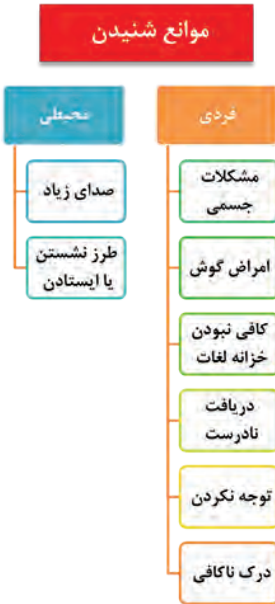 موانع شنیدن
فردی
مشکلات
جسمی
امراض گوش
کافی نبودن
خزانه لغات
دریافت
نادرست
توجه نکردن
درک ناکافی
محیطی
صدای زیاد
طرز نشستن
یا ایستادن